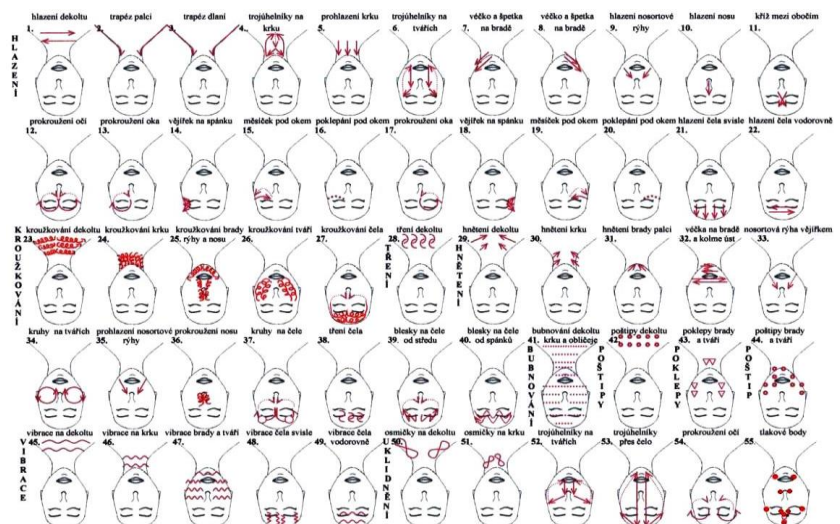 hlazení dekoltu trapéz palci trapéz dlaní trojúhelníky na krku prohlazení krku trojúhelníky na tvářích véčko a špetka na bradě véčko a špetka na bradě hlazení nosortové rýhy hlazení nosu kříž mezi obočím
1. 2. 3. 4. 5. 6. 7. 8. 9. 10. 11.
HLAZENÍ
prokroužení očí prokroužení oka vějířek na spánku měsíček pod okem poklepání pod okem prokroužení oka vějířek na spánku měsíček pod okem poklepání pod okem hlazení čela svisle hlazení čela vodorovně
12. 13. 14. 15. 16. 17. 18. 19. 20. 21. 22.
kroužkování dekoltu kroužkování krku kroužkování brady rýhy a nosu kroužkování tváří kroužkování čela tření dekoltu hnětení dekoltu hnětení krku hnětení brady palci véčka na bradě a kolme úst nosortová rýha vějířkem
23. 24. 25. 26. 27. 28. 29. 30. 31. 32. 33.
KROUŽKOVÁNÍ
TŘENÍ
HNĚTENÍ
kruhy na tvářích prohlazení nosortové rýhy prokroužení nosu kruhy na čele tření čela blesky na čele od středu blesky na čele od spánků bubnování dekoltu krku a obličeje poštipy dekoltu poklepy brady a tváří poštipy brady a tváří
34. 35. 36. 37. 38. 39. 40. 41. 42. 43. 44.
BUBNOVÁNÍ
POŠTIPY
POKLEPY
POŠTIP
vibrace na dekoltu vibrace na krku vibrace brady a tváří vibrace čela svisle vibrace čela vodorovně osmičky na dekoltu osmičky na krku trojúhelníky na tvářích trojúhelníky přes čelo prokroužení očí tlakové body
45. 46. 47. 48. 49. 50. 51. 52. 53. 54. 55.
VIBRACE
UKLIDNĚNÍ